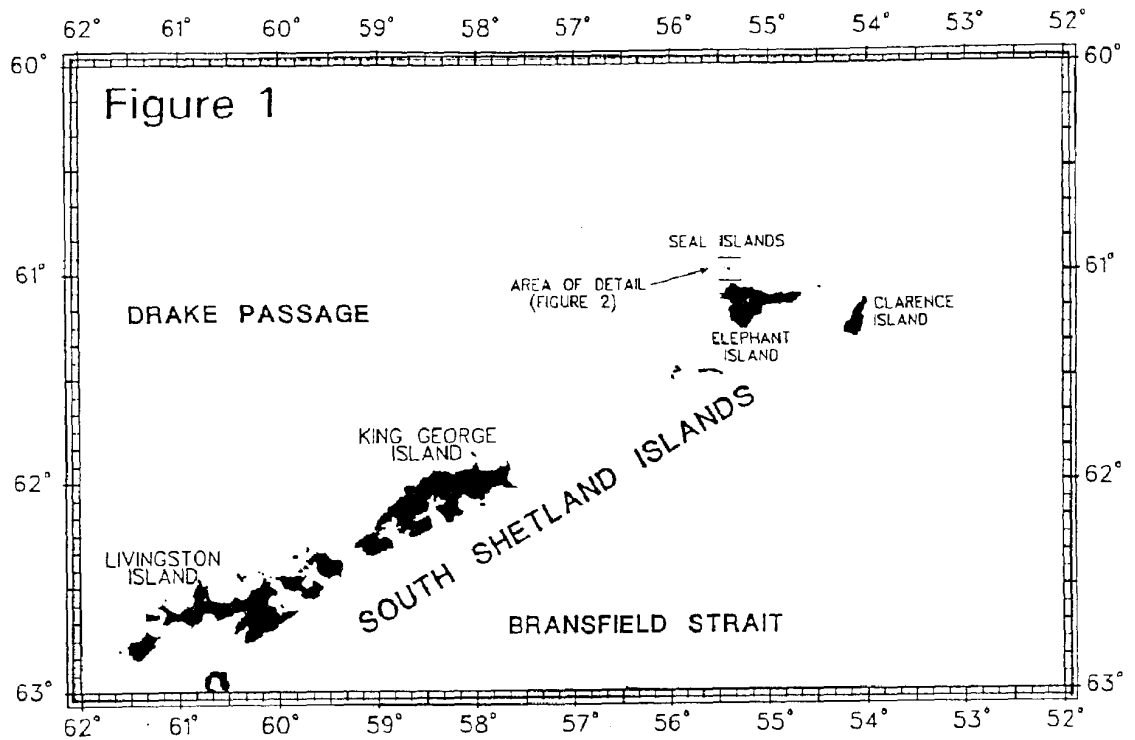 62° 61° 60° 59° 58° 57° 56° 55° 54° 53° 52°
60° 60°
Figure 1
SEAL ISLANDS
61° 61°
AREA OF DETAIL
(FIGURE 2)
DRAKE PASSAGE
CLARENCE
ISLAND
ELEPHANT
ISLAND
KING GEORGE
ISLAND
62° 62°
SOUTH SHETLAND ISLANDS
LIVINGSTON
ISLAND
BRANSFIELD STRAIT
63° 63°
62° 61° 60° 59° 58° 57° 56° 55° 54° 53° 52°